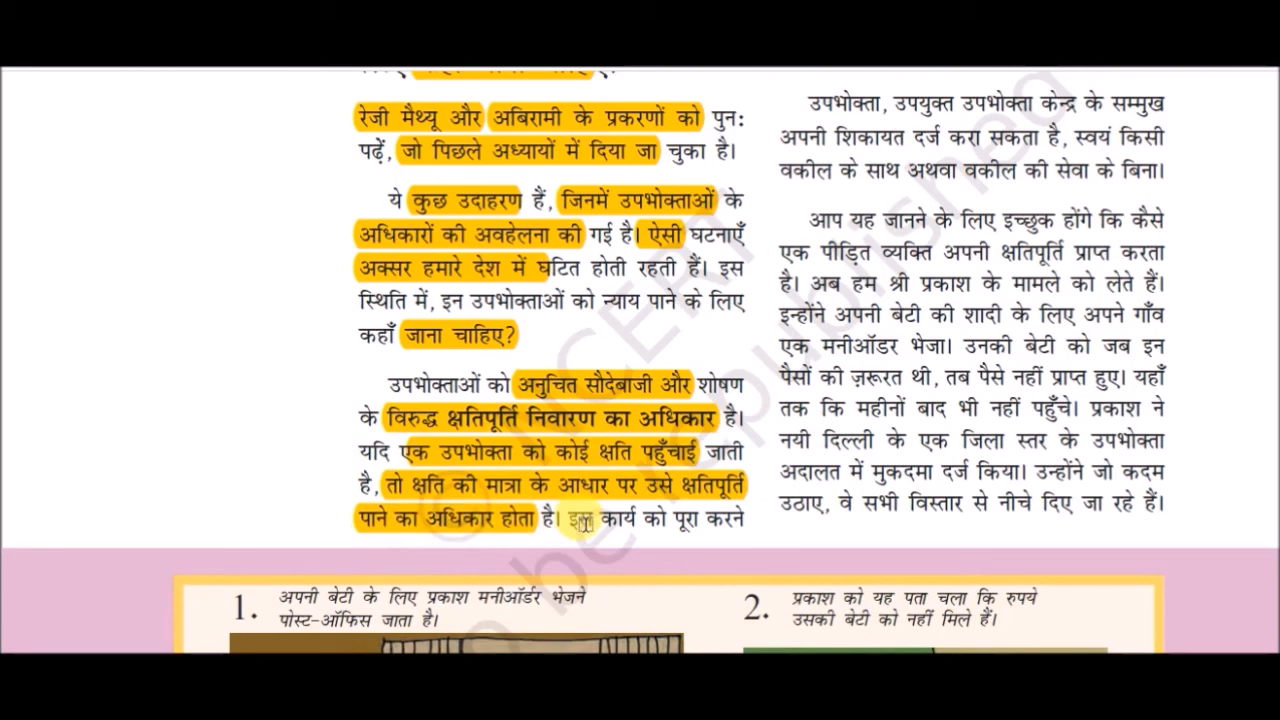 रेजी मैथ्यू और अबिरामी के प्रकरणों को पुन:
पढ़ें, जो पिछले अध्यायों में दिया जा चुका है।
ये कुछ उदाहरण हैं, जिनमें उपभोक्ताओं के
अधिकारों की अवहेलना की गई है। ऐसी घटनाएँ
अक्सर हमारे देश में घटित होती रहती हैं। इस
स्थिति में, इन उपभोक्ताओं को न्याय पाने के लिए
कहाँ जाना चाहिए?
उपभोक्ताओं को अनुचित सौदेबाजी और शोषण
के विरुद्ध क्षतिपूर्ति निवारण का अधिकार है।
यदि एक उपभोक्ता को कोई क्षति पहुँचाई जाती
है, तो क्षति की मात्रा के आधार पर उसे क्षतिपूर्ति
पाने का अधिकार होता है। इस कार्य को पूरा करने
उपभोक्ता, उपयुक्त उपभोक्ता केन्द्र के सम्मुख
अपनी शिकायत दर्ज करा सकता है, स्वयं किसी
वकील के साथ अथवा वकील की सेवा के बिना।
आप यह जानने के लिए इच्छुक होंगे कि कैसे
एक पीड़ित व्यक्ति अपनी क्षतिपूर्ति प्राप्त करता
है। अब हम श्री प्रकाश के मामले को लेते हैं।
इन्होंने अपनी बेटी की शादी के लिए अपने गाँव
एक मनीऑडर भेजा। उनकी बेटी को जब इन
पैसों की ज़रूरत थी, तब पैसे नहीं प्राप्त हुए। यहाँ
तक कि महीनों बाद भी नहीं पहुँचे। प्रकाश ने
नयी दिल्ली के एक जिला स्तर के उपभोक्ता
अदालत में मुकदमा दर्ज किया। उन्होंने जो कदम
उठाए, वे सभी विस्तार से नीचे दिए जा रहे हैं।
1. अपनी बेटी के लिए प्रकाश मनीऑर्डर भेजने
पोस्ट-ऑफिस जाता है।
2. प्रकाश को यह पता चला कि रुपये
उसकी बेटी को नहीं मिले हैं।
© NCERT
be republished